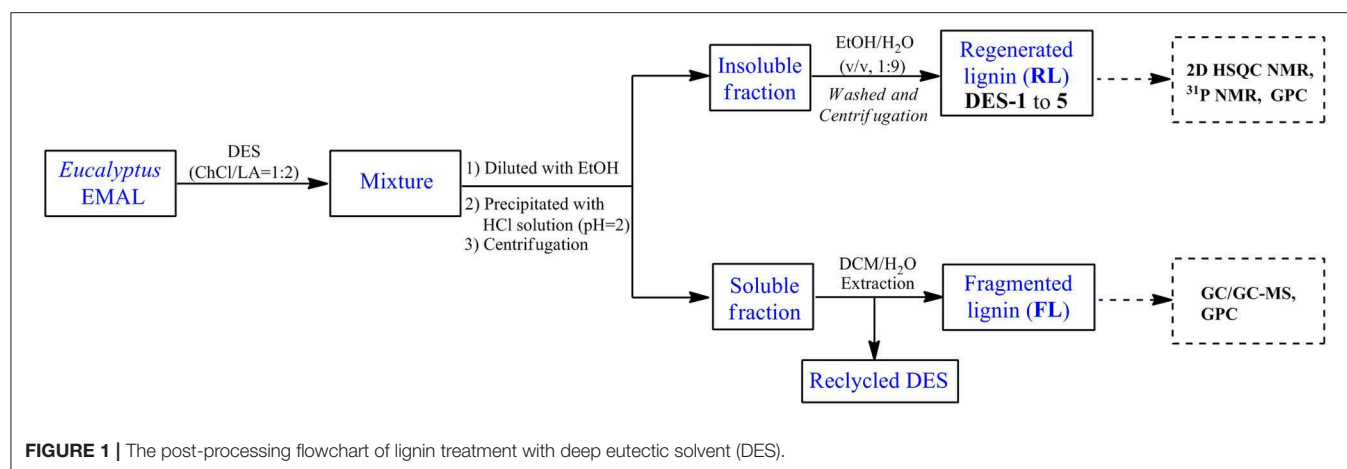 Eucalyptus
EMAL
DES
(ChCl/LA=1:2)
Mixture
1) Diluted with EtOH
2) Precipitated with
HCl solution (pH=2)
3) Centrifugation
Insoluble
fraction
EtOH/H₂O
(v/v, 1:9)
Washed and
Centrifugation
Regenerated
lignin (RL)
DES-1 to 5
2D HSQC NMR,
³¹P NMR, GPC
Soluble
fraction
DCM/H₂O
Extraction
Fragmented
lignin (FL)
GC/GC-MS,
GPC
Reclycled DES
FIGURE 1 | The post-processing flowchart of lignin treatment with deep eutectic solvent (DES).